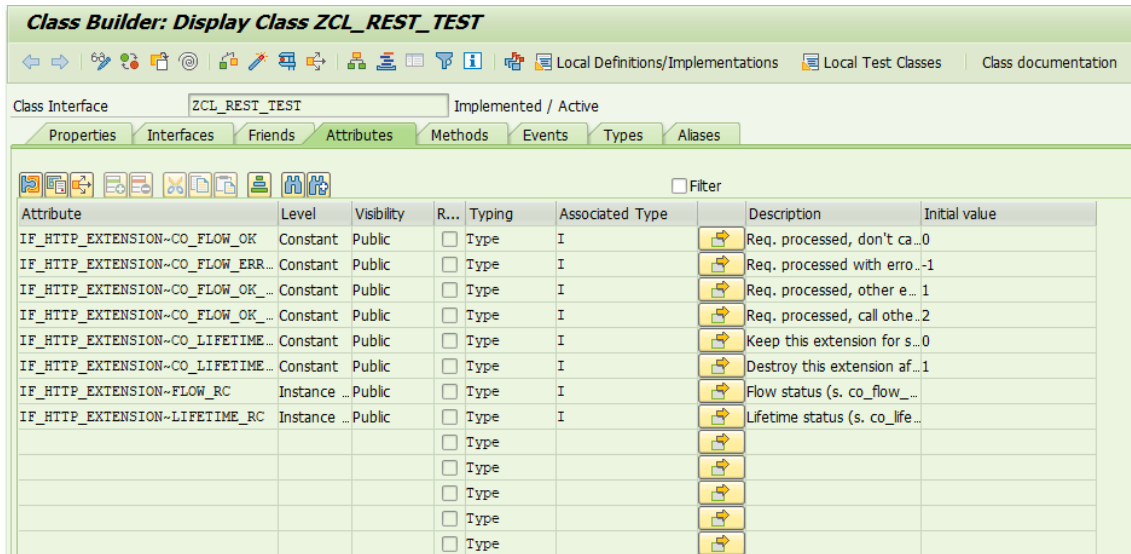 Class Builder: Display Class ZCL_REST_TEST
Local Definitions/Implementations Local Test Classes Class documentation
Class Interface ZCL_REST_TEST Implemented / Active
Properties Interfaces Friends Attributes Methods Events Types Aliases
Filter
Attribute Level Visibility R... Typing Associated Type Description Initial value
IF_HTTP_EXTENSION~CO_FLOW_OK Constant Public Type I Req. processed, don't ca... 0
IF_HTTP_EXTENSION~CO_FLOW_ERR... Constant Public Type I Req. processed with erro... -1
IF_HTTP_EXTENSION~CO_FLOW_OK_... Constant Public Type I Req. processed, other e... 1
IF_HTTP_EXTENSION~CO_FLOW_OK_... Constant Public Type I Req. processed, call othe... 2
IF_HTTP_EXTENSION~CO_LIFETIME... Constant Public Type I Keep this extension for s... 0
IF_HTTP_EXTENSION~CO_LIFETIME... Constant Public Type I Destroy this extension af... 1
IF_HTTP_EXTENSION~FLOW_RC Instance ... Public Type I Flow status (s. co_flow_...
IF_HTTP_EXTENSION~LIFETIME_RC Instance ... Public Type I Lifetime status (s. co_life...
Type
Type
Type
Type
Type